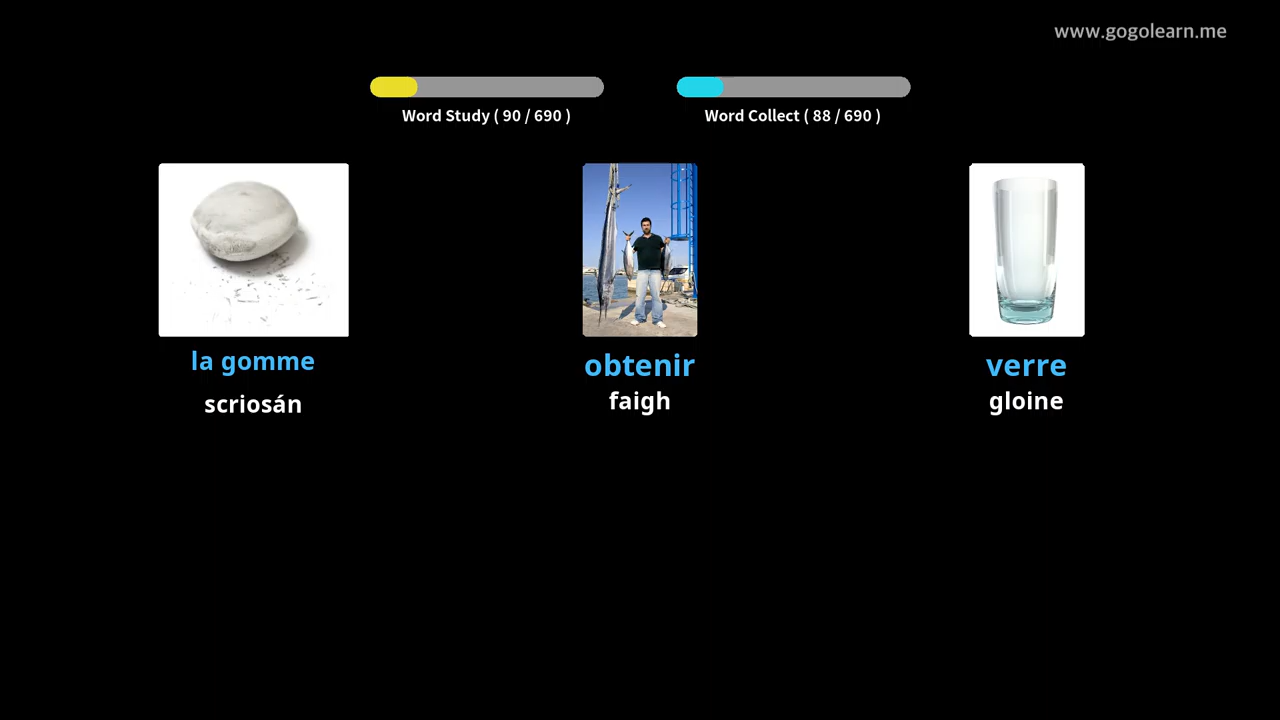 www.gogolearn.me
Word Study ( 90 / 690 )
Word Collect ( 88 / 690 )
la gomme
scriosán
obtenir
faigh
verre
gloine